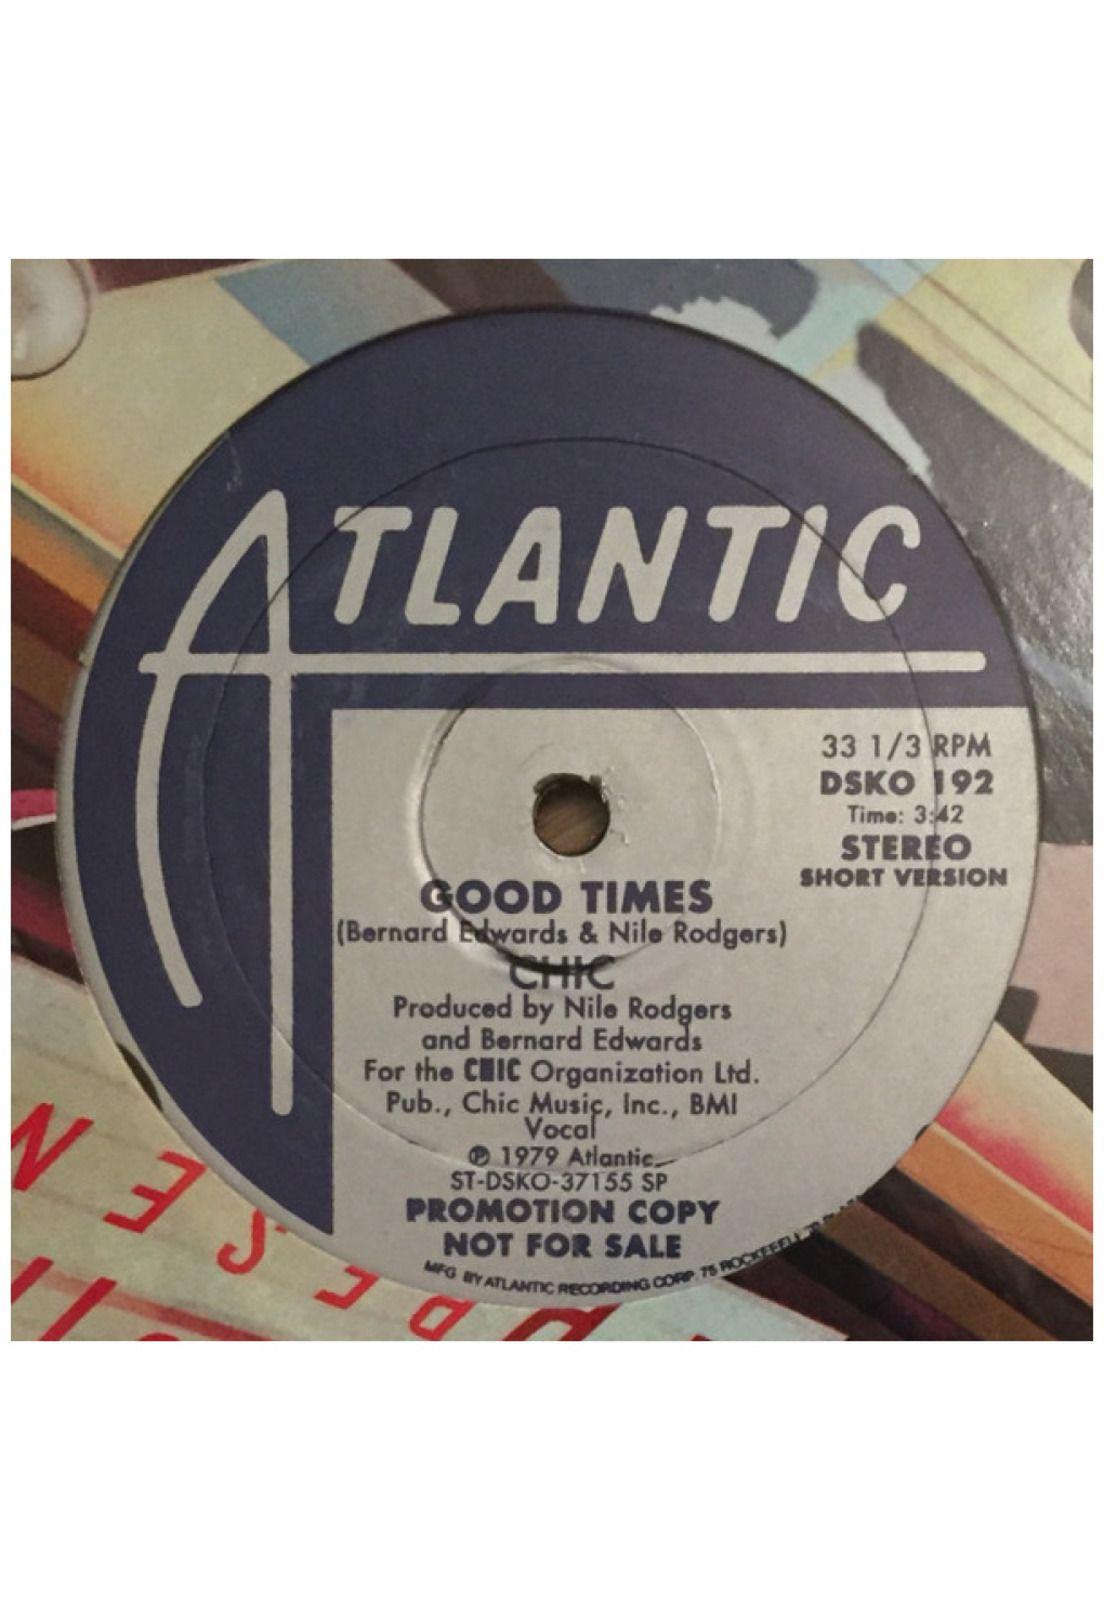 ATLANTIC
33 1/3 RPM
DSKO 192
Time: 3:42
STEREO
SHORT VERSION
GOOD TIMES
(Bernard Edwards & Nile Rodgers)
CHIC
Produced by Nile Rodgers
and Bernard Edwards
For the CHIC Organization Ltd.
Pub., Chic Music, Inc., BMI
Vocal
℗ 1979 Atlantic
ST-DSKO-37155 SP
PROMOTION COPY
NOT FOR SALE
MFG BY ATLANTIC RECORDING CORP. 75